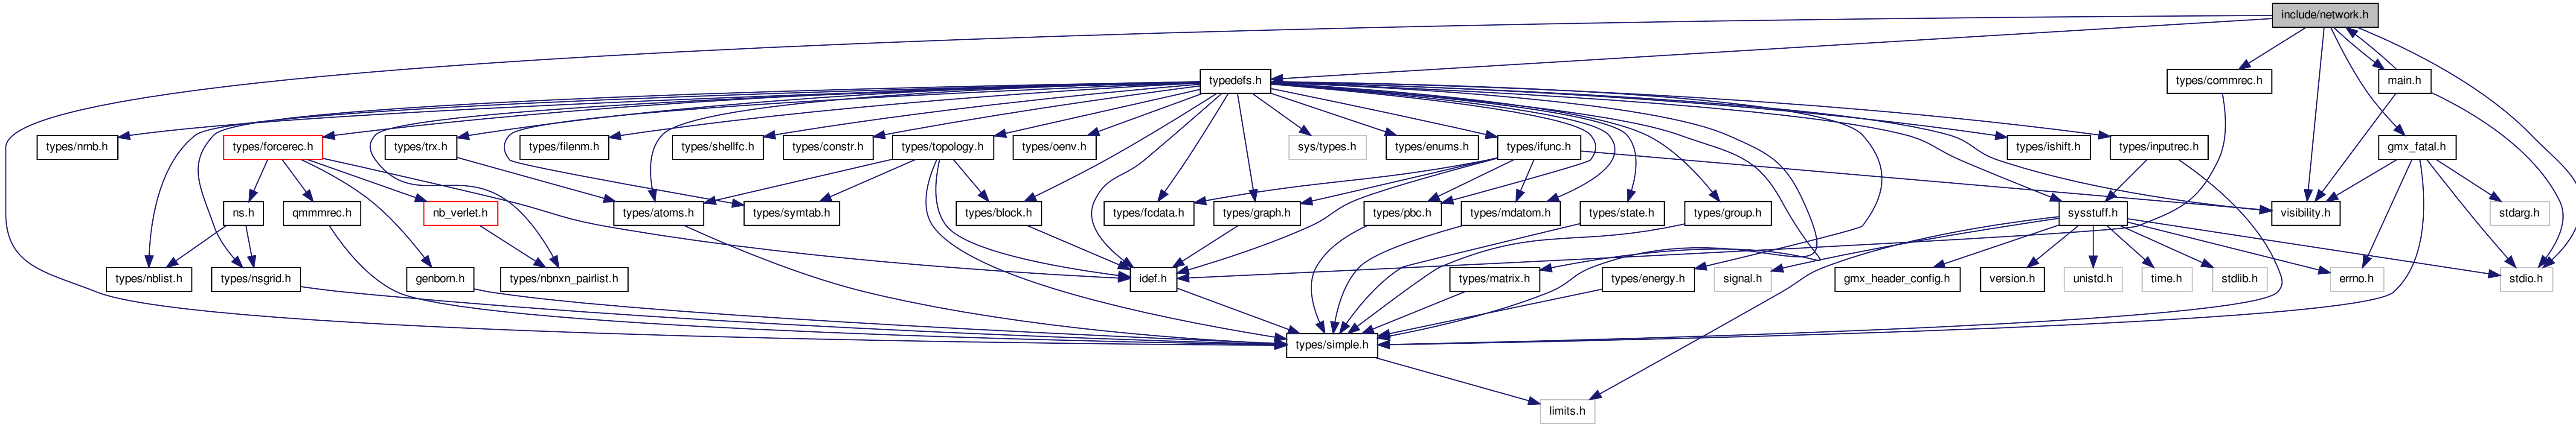 include/network.h
typedefs.h
types/commrec.h
main.h
types/nrnb.h
types/forcerec.h
types/trx.h
types/filenm.h
types/shellfc.h
types/constr.h
types/topology.h
types/oenv.h
sys/types.h
types/enums.h
types/ifunc.h
types/ishift.h
types/inputrec.h
gmx_fatal.h
ns.h
qmmmrec.h
nb_verlet.h
types/atoms.h
types/symtab.h
types/block.h
types/fcdata.h
types/graph.h
types/pbc.h
types/mdatom.h
types/state.h
types/group.h
sysstuff.h
visibility.h
stdarg.h
types/nblist.h
types/nsgrid.h
genborn.h
types/nbnxn_pairlist.h
idef.h
types/matrix.h
types/energy.h
signal.h
gmx_header_config.h
version.h
unistd.h
time.h
stdlib.h
errno.h
stdio.h
types/simple.h
limits.h